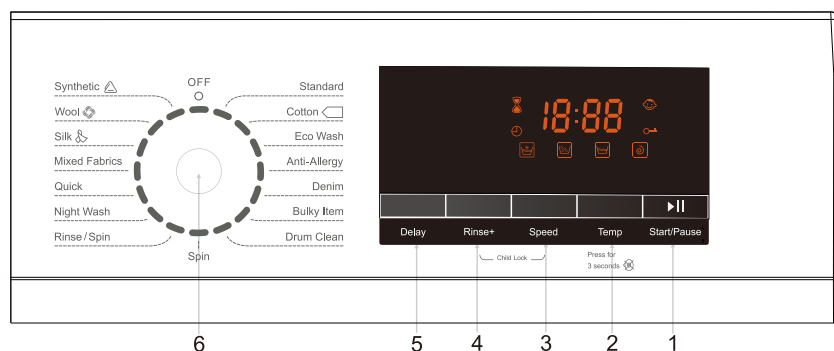 OFF
Synthetic
Standard
Wool
Cotton
Silk
Eco Wash
Mixed Fabrics
Anti-Allergy
Quick
Denim
Night Wash
Bulky Item
Rinse/Spin
Drum Clean
Spin
18:88
Delay
Rinse+
Speed
Temp
Start/Pause
Child Lock
Press for
3 seconds
6
5
4
3
2
1